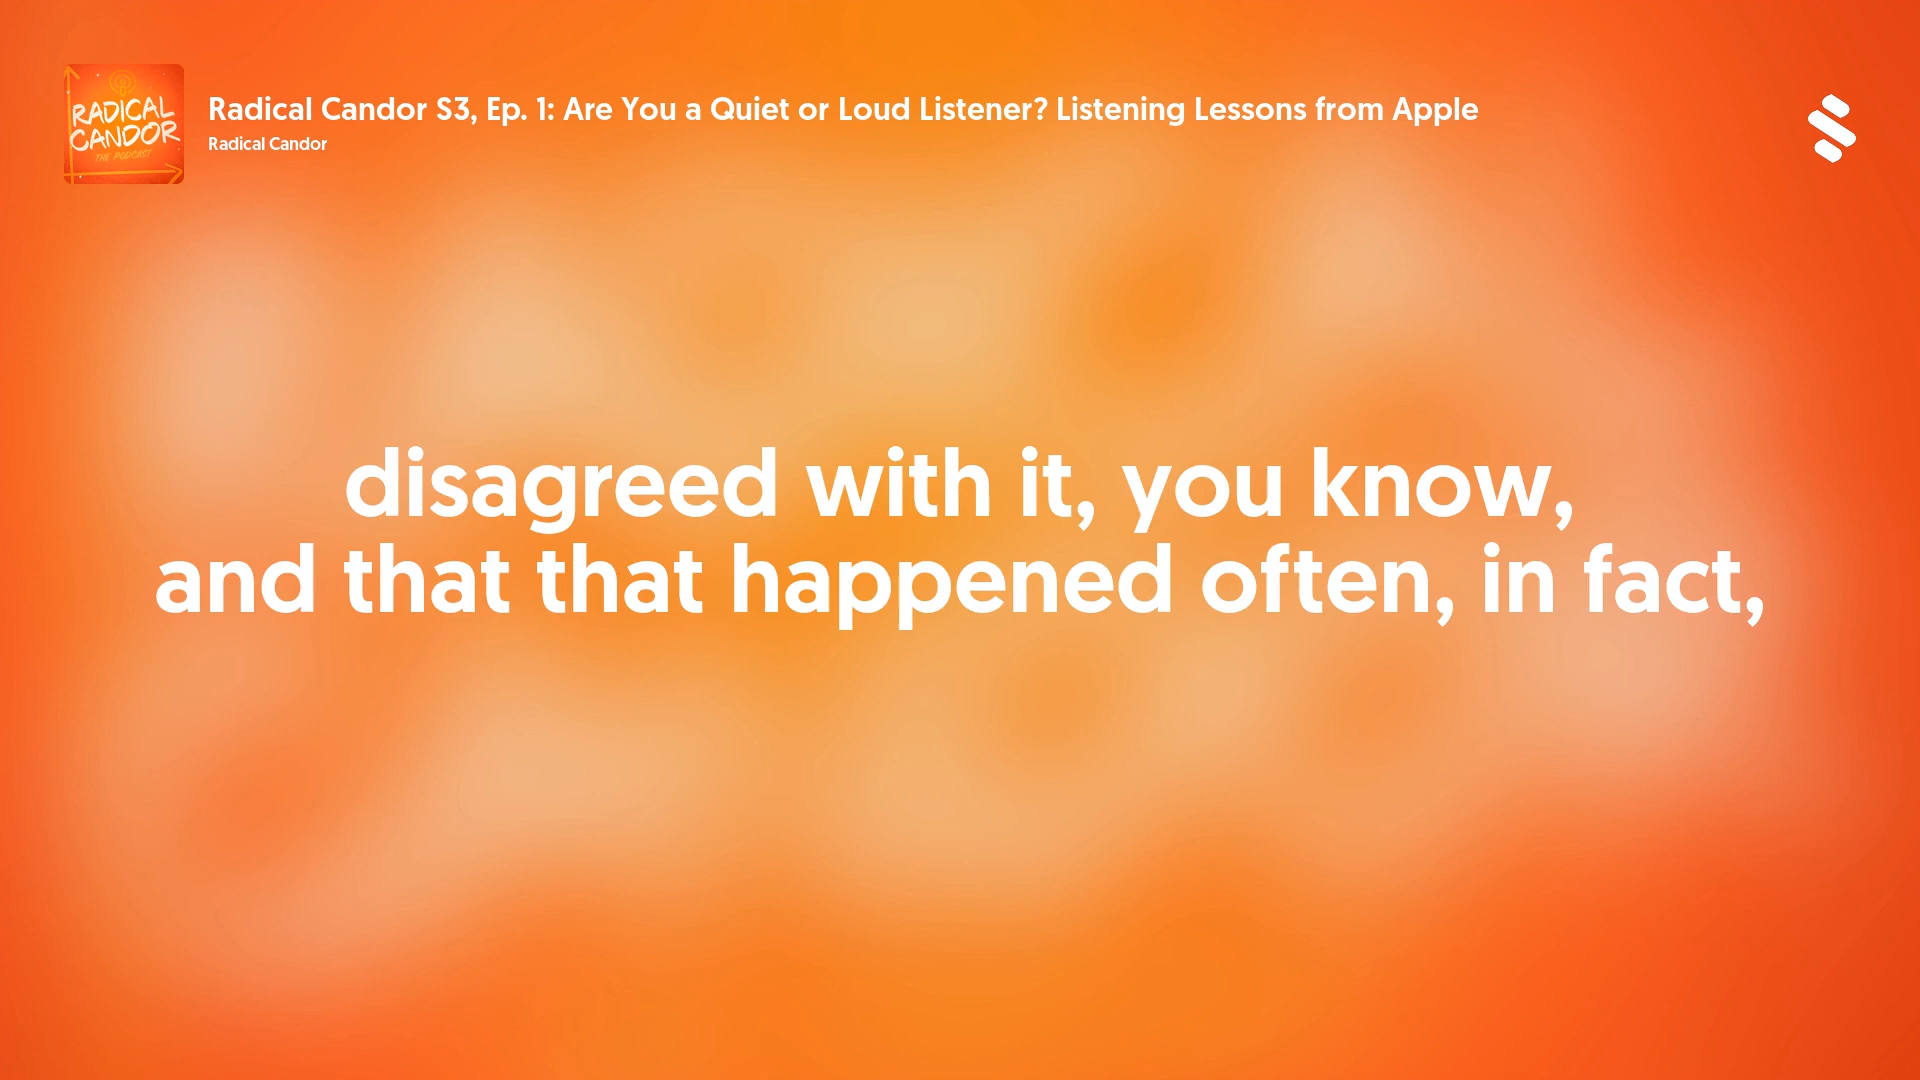 RADICAL
CANDOR
THE PODCAST
Radical Candor S3, Ep. 1: Are You a Quiet or Loud Listener? Listening Lessons from Apple
Radical Candor
disagreed with it, you know,
and that that happened often, in fact,